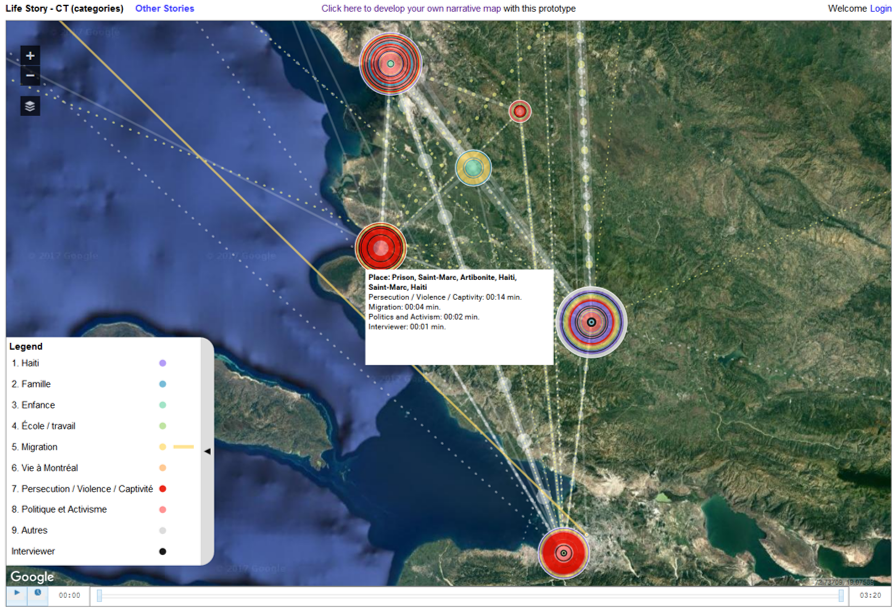 Life Story - CT (categories) Other Stories Click here to develop your own narrative map with this prototype Welcome Login
+
−
Place: Prison, Saint-Marc, Artibonite, Haiti,
Saint-Marc, Haiti
Persecution / Violence / Captivity: 00:14 min.
Migration: 00:04 min.
Politics and Activism: 00:02 min.
Interviewer: 00:01 min.
Legend
1. Haiti
2. Famille
3. Enfance
4. École / travail
5. Migration
6. Vie à Montréal
7. Persecution / Violence / Captivité
8. Politique et Activisme
9. Autres
Interviewer
Google
00:00 03:20